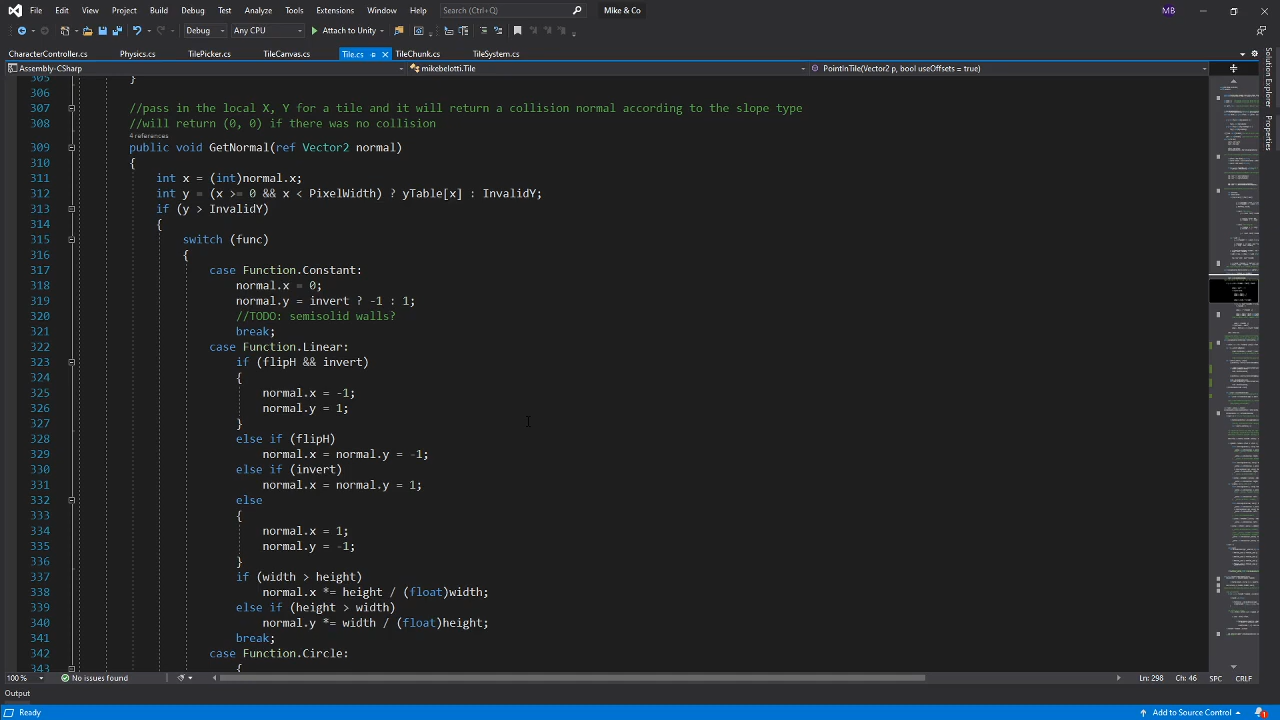 File Edit View Project Build Debug Test Analyze Tools Extensions Window Help Search (Ctrl+Q) Mike & Co MB
Debug Any CPU Attach to Unity
CharacterController.cs Physics.cs TilePicker.cs TileCanvas.cs Tile.cs TileChunk.cs TileSystem.cs
Assembly-CSharp mikebelotti.Tile PointInTile(Vector2 p, bool useOffsets = true)
Solution Explorer
Properties
305 }
306
307 //pass in the local X, Y for a tile and it will return a collision normal according to the slope type
308 //will return (0, 0) if there was no collision
4 references
309 public void GetNormal(ref Vector2 normal)
310 {
311 int x = (int)normal.x;
312 int y = (x >= 0 && x < PixelWidth) ? yTable[x] : InvalidY;
313 if (y > InvalidY)
314 {
315 switch (func)
316 {
317 case Function.Constant:
318 normal.x = 0;
319 normal.y = invert ? -1 : 1;
320 //TODO: semisolid walls?
321 break;
322 case Function.Linear:
323 if (flipH && invert)
324 {
325 normal.x = -1;
326 normal.y = 1;
327 }
328 else if (flipH)
329 normal.x = normal.y = -1;
330 else if (invert)
331 normal.x = normal.y = 1;
332 else
333 {
334 normal.x = 1;
335 normal.y = -1;
336 }
337 if (width > height)
338 normal.x *= height / (float)width;
339 else if (height > width)
340 normal.y *= width / (float)height;
341 break;
342 case Function.Circle:
343 {
100 % No issues found Ln: 298 Ch: 46 SPC CRLF
Output
Ready Add to Source Control 1